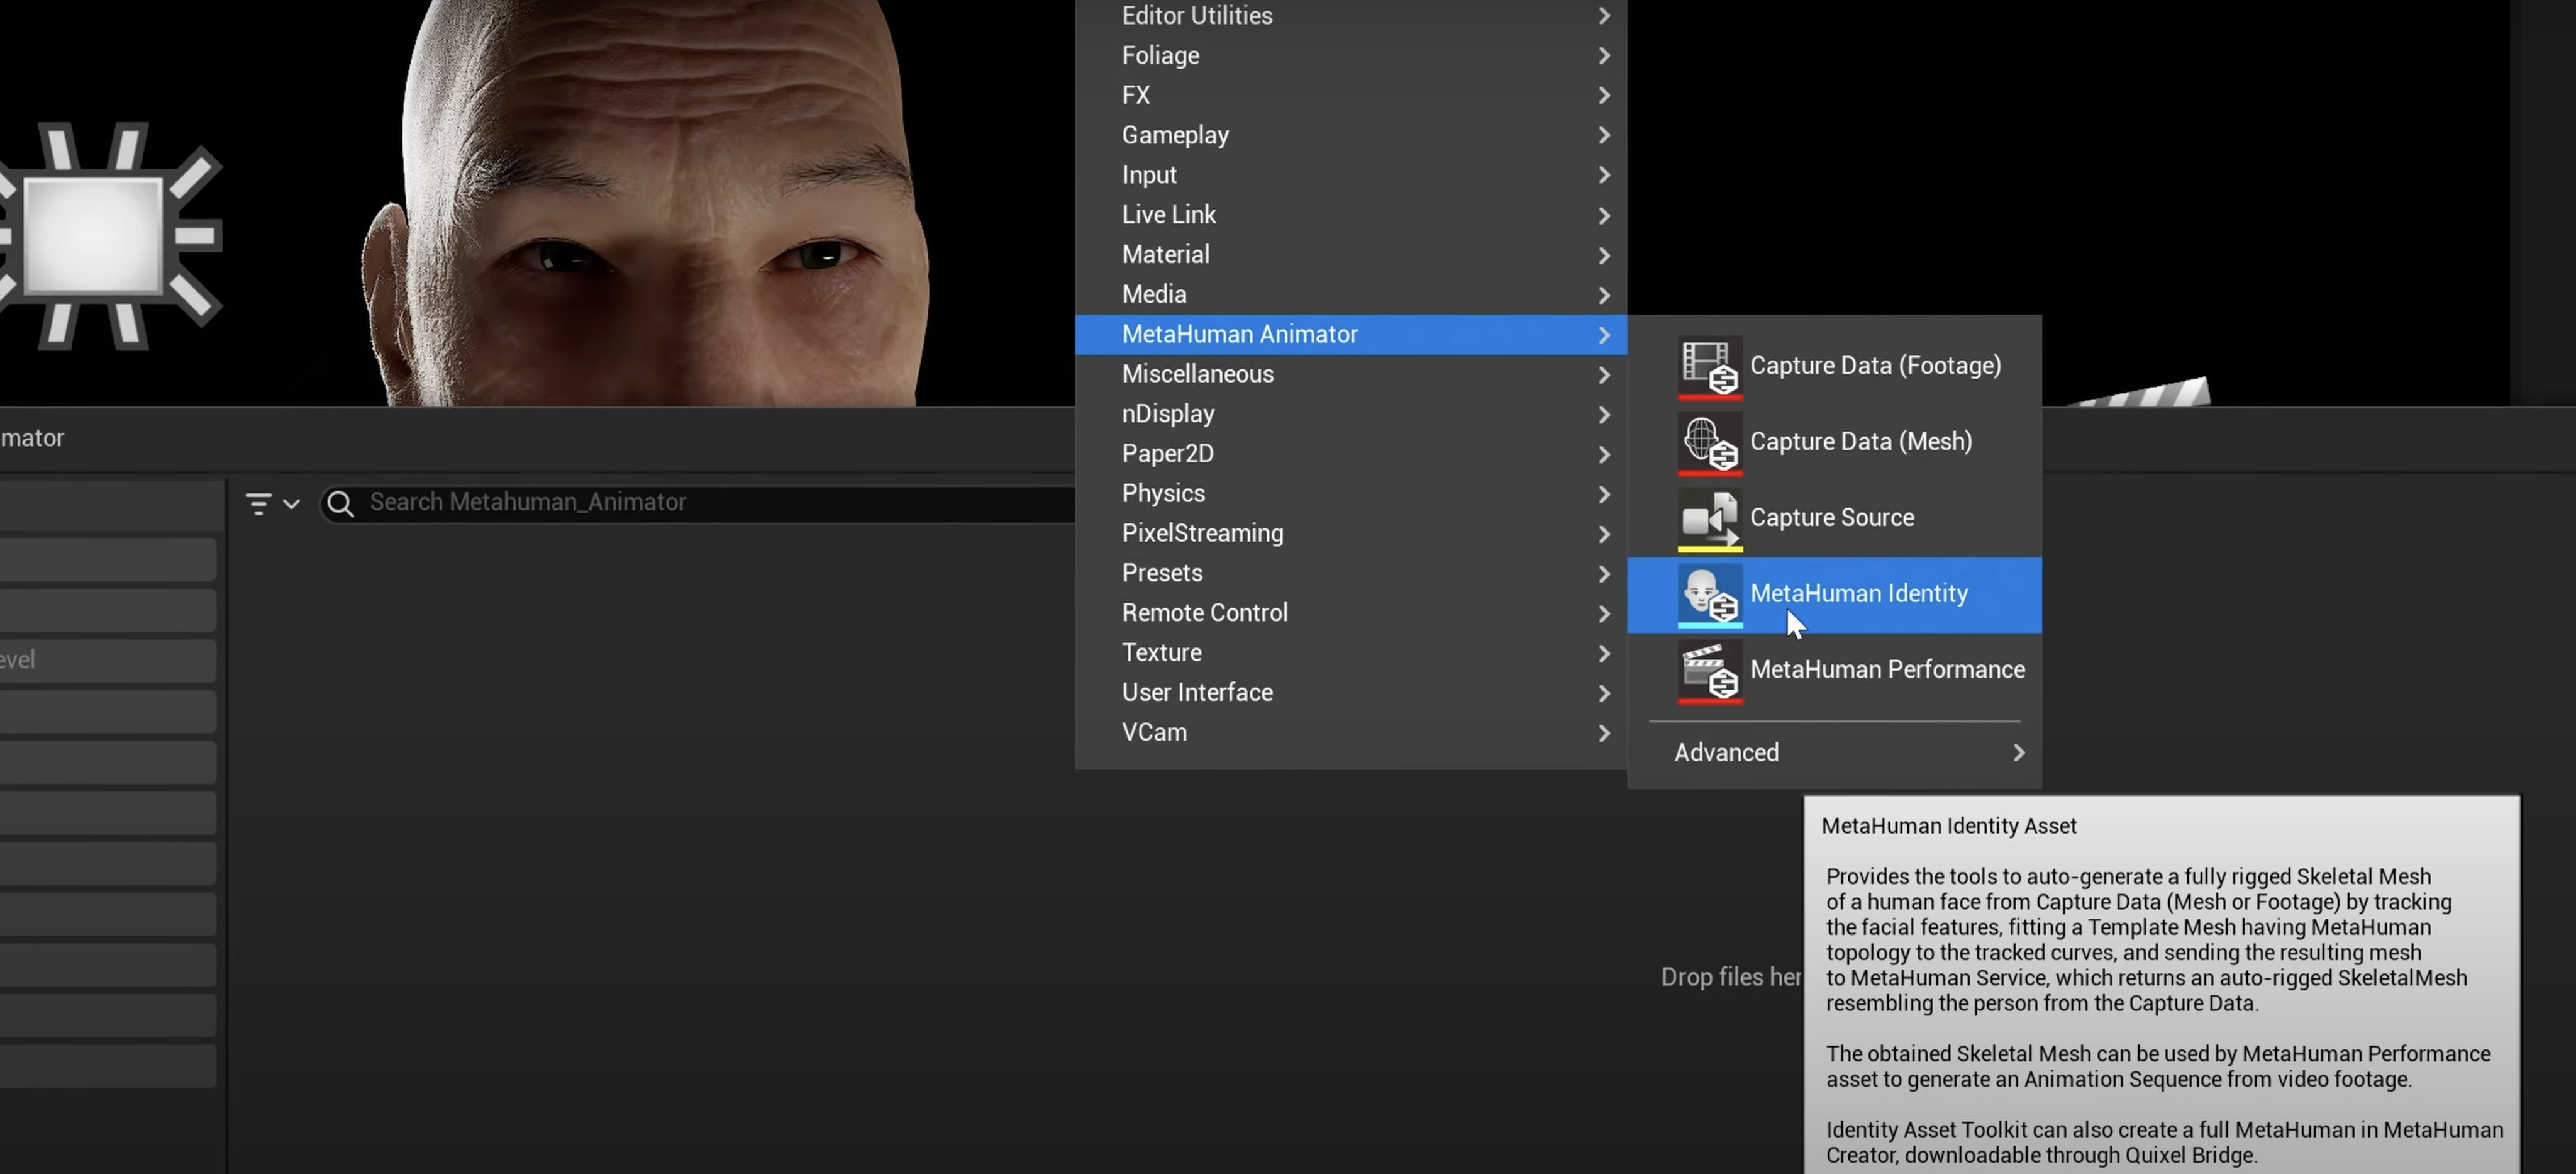 Editor Utilities
Foliage
FX
Gameplay
Input
Live Link
Material
Media
MetaHuman Animator
Miscellaneous
nDisplay
Paper2D
Physics
PixelStreaming
Presets
Remote Control
Texture
User Interface
VCam
Capture Data (Footage)
Capture Data (Mesh)
Capture Source
MetaHuman Identity
MetaHuman Performance
Advanced
mator
Search Metahuman_Animator
evel
Drop files her
MetaHuman Identity Asset
Provides the tools to auto-generate a fully rigged Skeletal Mesh
of a human face from Capture Data (Mesh or Footage) by tracking
the facial features, fitting a Template Mesh having MetaHuman
topology to the tracked curves, and sending the resulting mesh
to MetaHuman Service, which returns an auto-rigged SkeletalMesh
resembling the person from the Capture Data.
The obtained Skeletal Mesh can be used by MetaHuman Performance
asset to generate an Animation Sequence from video footage.
Identity Asset Toolkit can also create a full MetaHuman in MetaHuman
Creator, downloadable through Quixel Bridge.